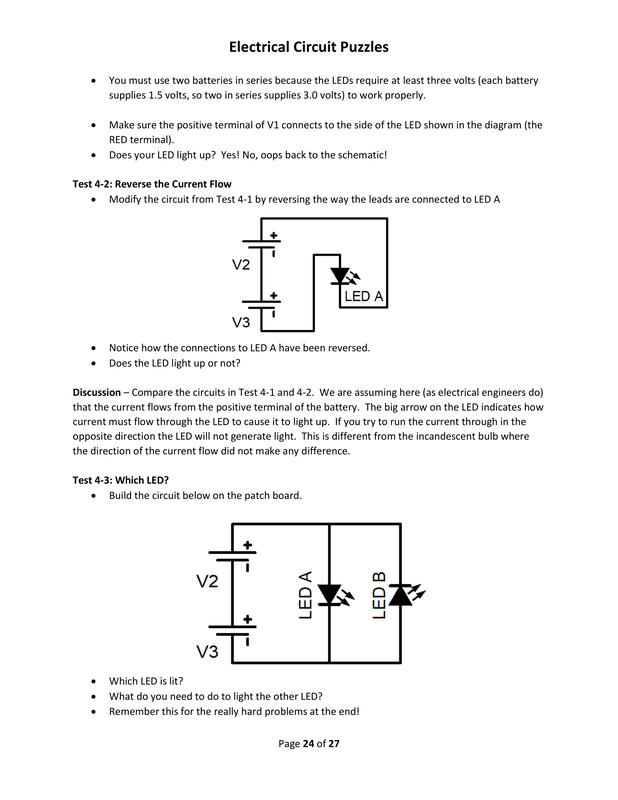 Electrical Circuit Puzzles
• You must use two batteries in series because the LEDs require at least three volts (each battery
supplies 1.5 volts, so two in series supplies 3.0 volts) to work properly.
• Make sure the positive terminal of V1 connects to the side of the LED shown in the diagram (the
RED terminal).
• Does your LED light up?  Yes! No, oops back to the schematic!
Test 4-2: Reverse the Current Flow
• Modify the circuit from Test 4-1 by reversing the way the leads are connected to LED A
+
-
V2
+
-
V3
LED A
• Notice how the connections to LED A have been reversed.
• Does the LED light up or not?
Discussion – Compare the circuits in Test 4-1 and 4-2.  We are assuming here (as electrical engineers do)
that the current flows from the positive terminal of the battery.  The big arrow on the LED indicates how
current must flow through the LED to cause it to light up.  If you try to run the current through in the
opposite direction the LED will not generate light.  This is different from the incandescent bulb where
the direction of the current flow did not make any difference.
Test 4-3: Which LED?
• Build the circuit below on the patch board.
+
-
V2
+
-
V3
LED A
LED B
• Which LED is lit?
• What do you need to do to light the other LED?
• Remember this for the really hard problems at the end!
Page 24 of 27